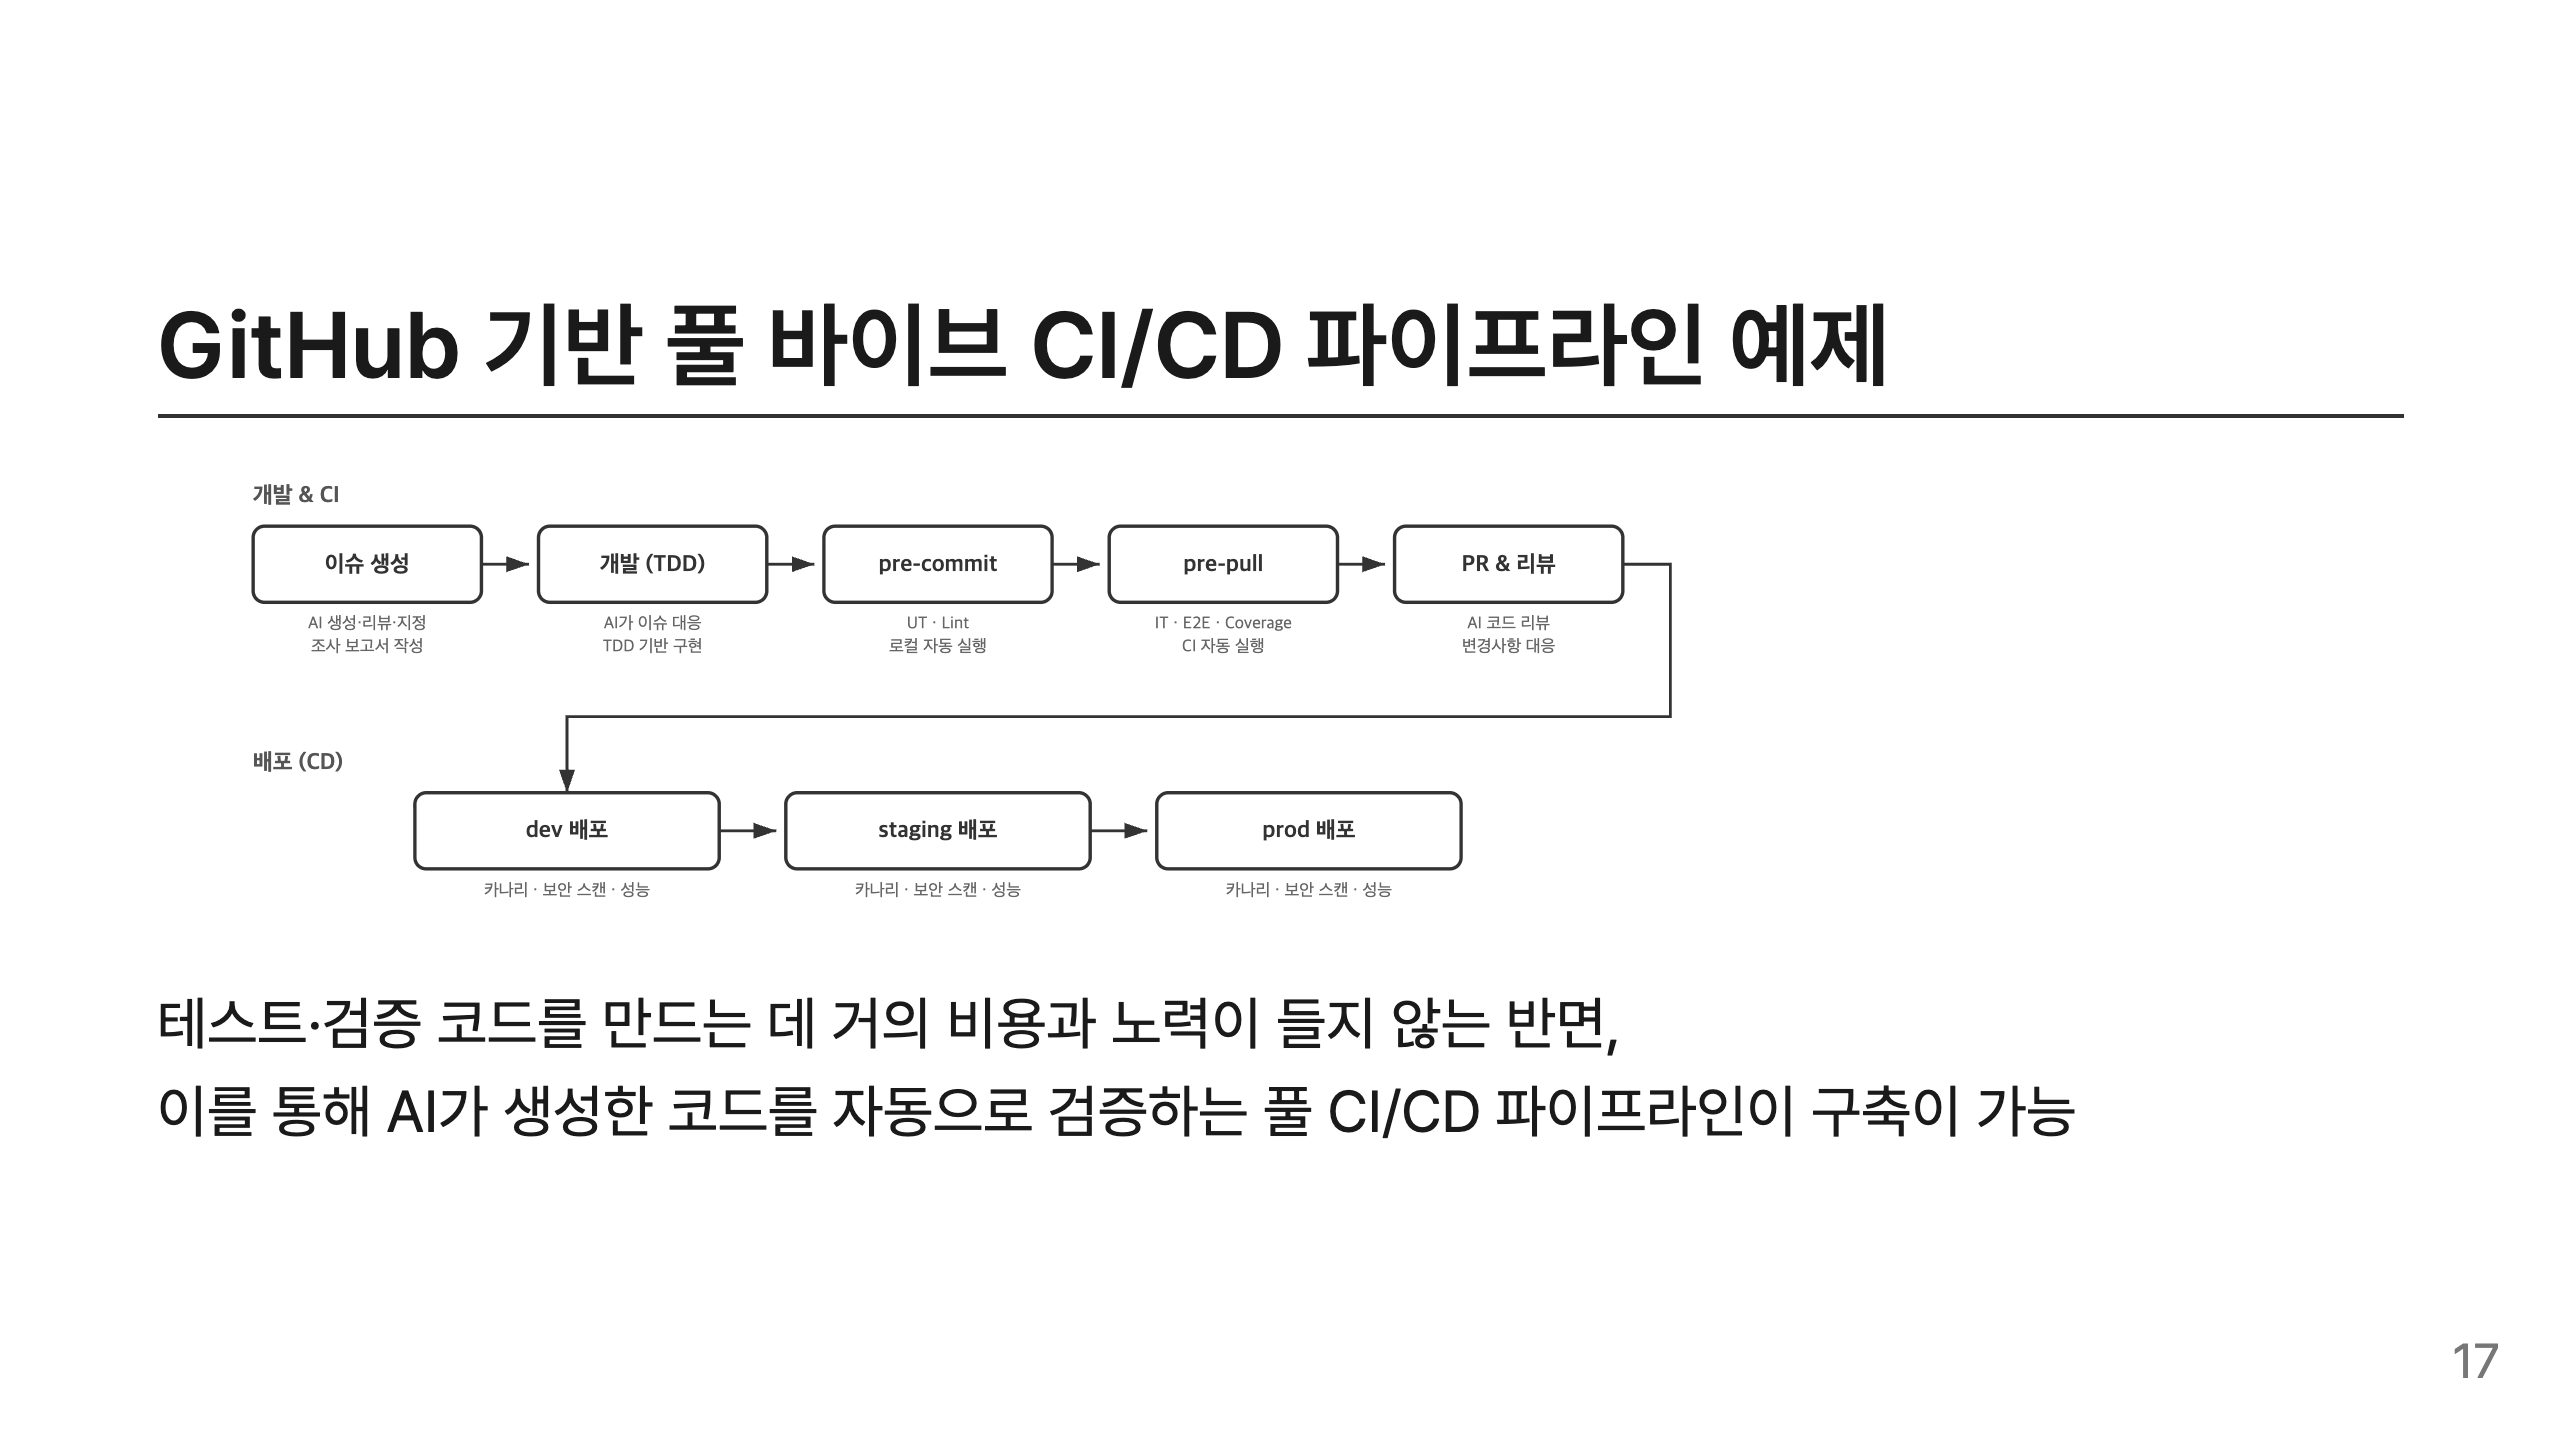 GitHub 기반 풀 바이브 CI/CD 파이프라인 예제
개발 & CI
이슈 생성
AI 생성·리뷰·지정
조사 보고서 작성
개발 (TDD)
AI가 이슈 대응
TDD 기반 구현
pre-commit
UT · Lint
로컬 자동 실행
pre-pull
IT · E2E · Coverage
CI 자동 실행
PR & 리뷰
AI 코드 리뷰
변경사항 대응
배포 (CD)
dev 배포
카나리 · 보안 스캔 · 성능
staging 배포
카나리 · 보안 스캔 · 성능
prod 배포
카나리 · 보안 스캔 · 성능
테스트·검증 코드를 만드는 데 거의 비용과 노력이 들지 않는 반면,
이를 통해 AI가 생성한 코드를 자동으로 검증하는 풀 CI/CD 파이프라인이 구축이 가능
17